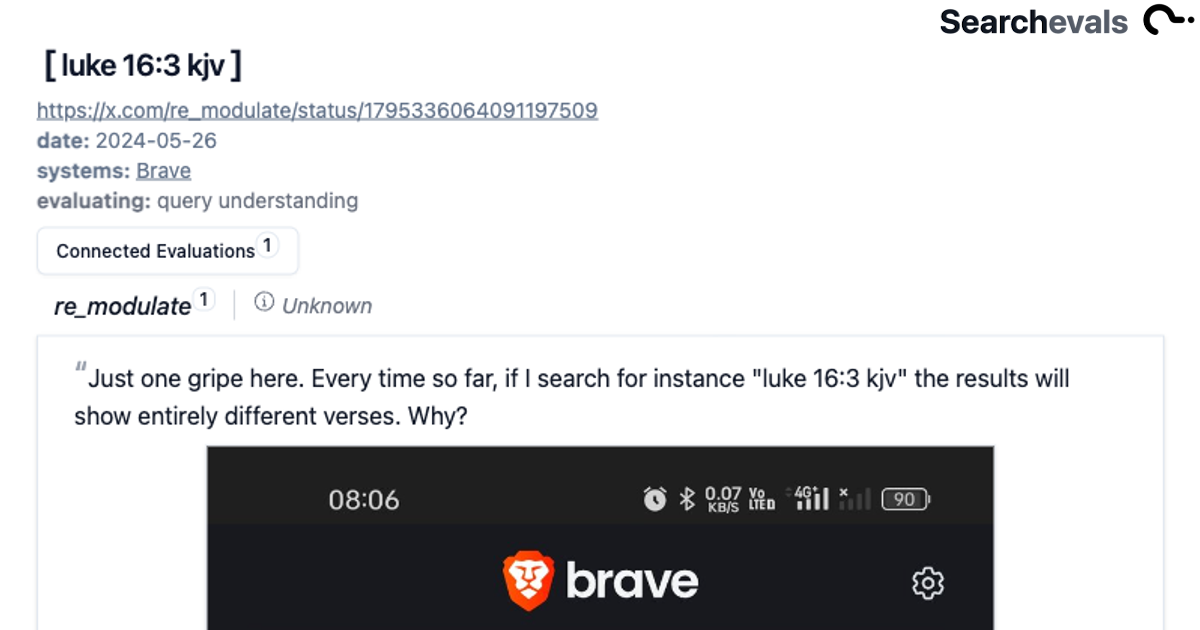 Searchevals
[ luke 16:3 kjv ]
https://x.com/re_modulate/status/1795336064091197509
date: 2024-05-26
systems: Brave
evaluating: query understanding
Connected Evaluations 1
re_modulate 1 Unknown
"Just one gripe here. Every time so far, if I search for instance "luke 16:3 kjv" the results will
show entirely different verses. Why?
08:06 0.07 KB/S Vo LTED 4G+ 90
brave